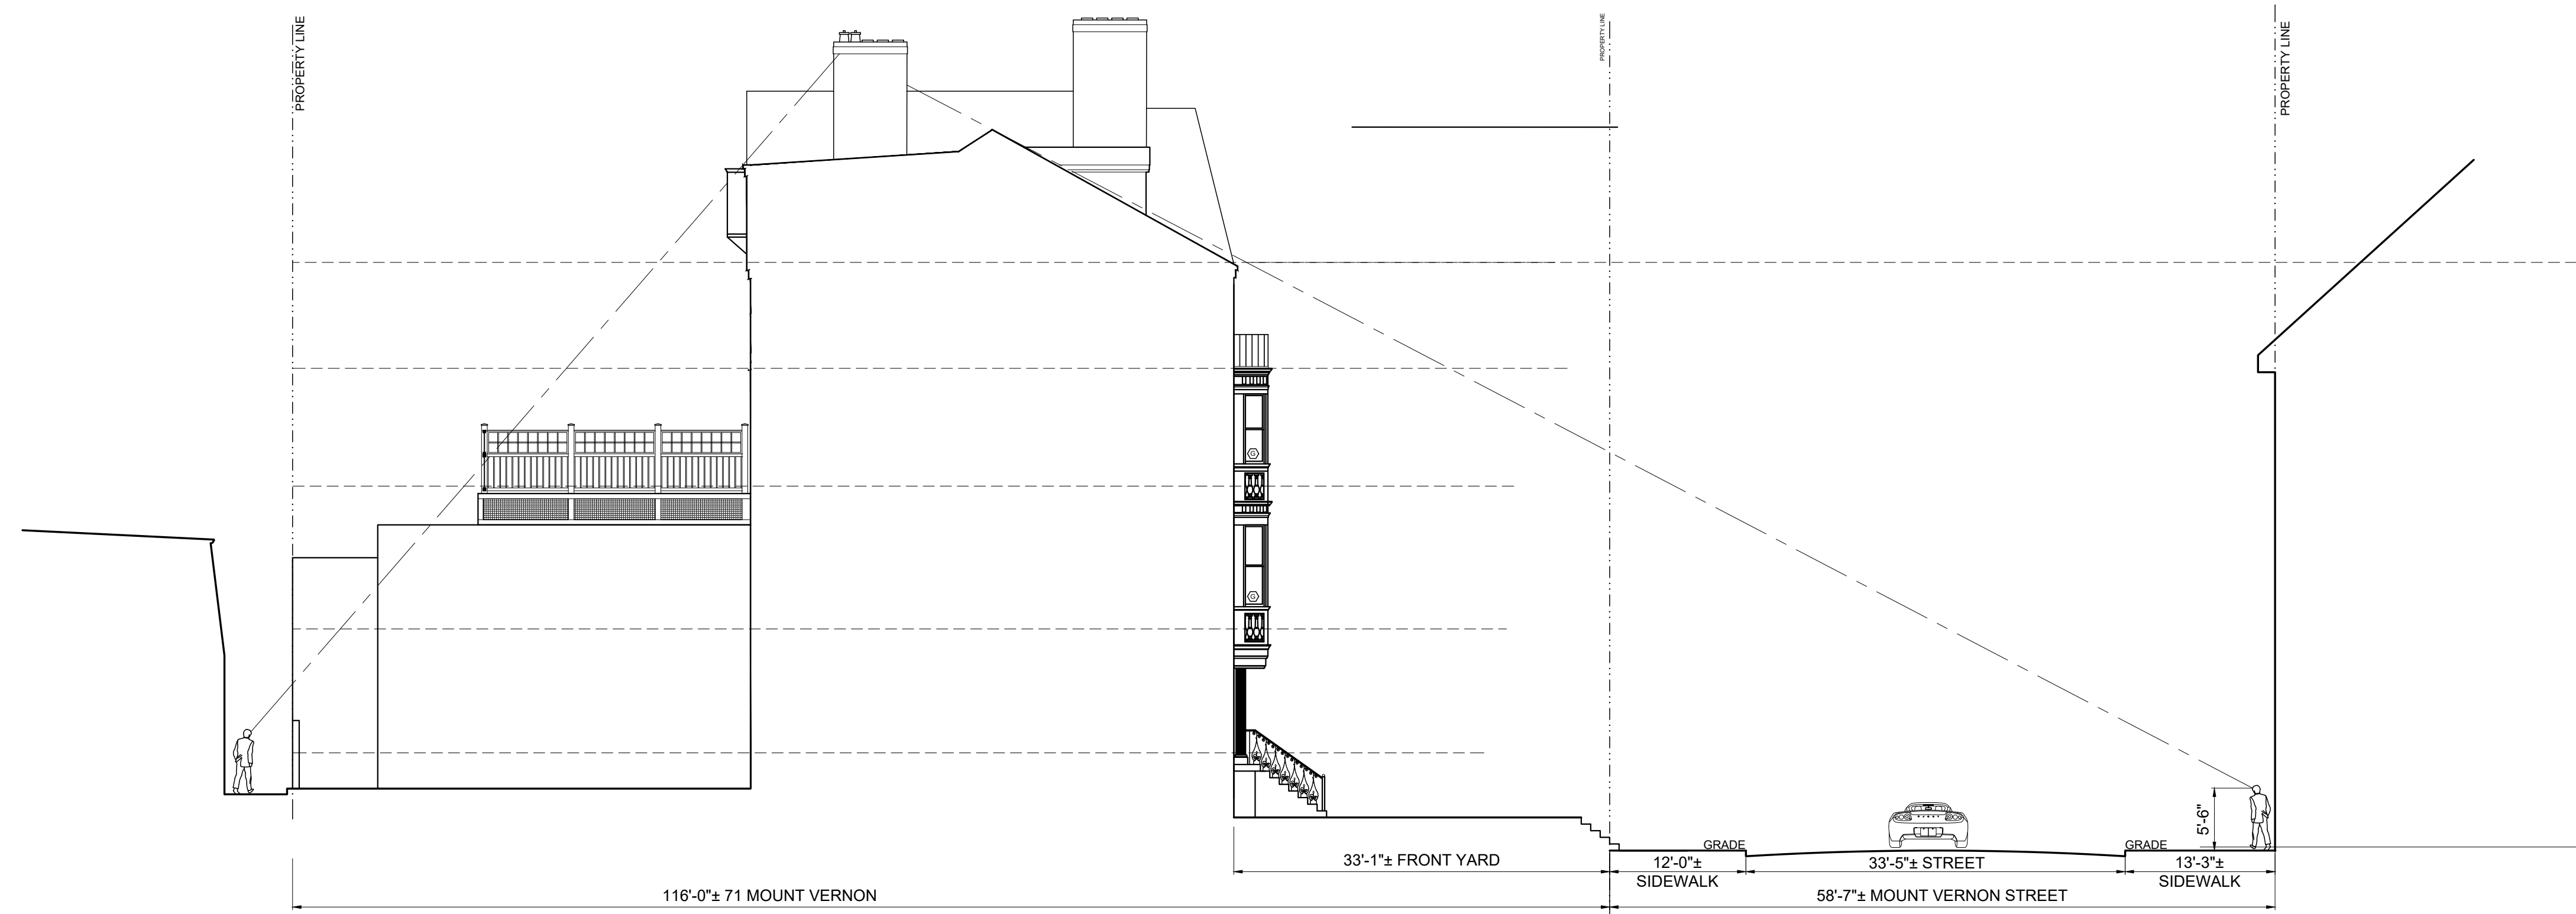 PROPERTY LINE
PROPERTY LINE
PROPERTY LINE
G
G
5'-6"
GRADE
GRADE
33'-1"± FRONT YARD
12'-0"±
SIDEWALK
33'-5"± STREET
13'-3"±
SIDEWALK
116'-0"± 71 MOUNT VERNON
58'-7"± MOUNT VERNON STREET